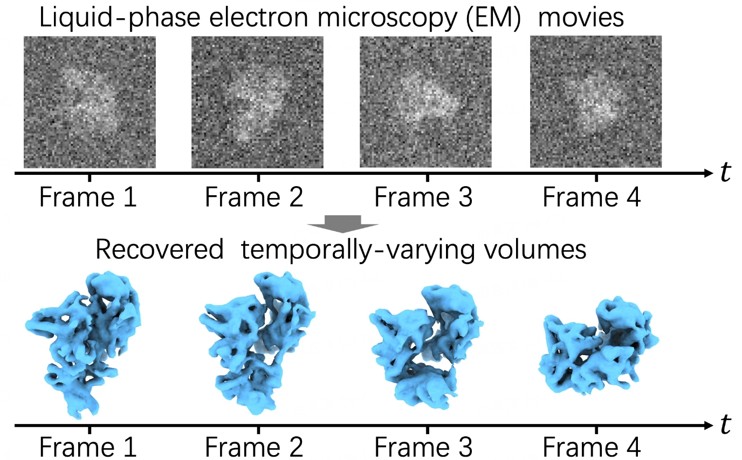 Liquid-phase electron microscopy (EM) movies
t
Frame 1 Frame 2 Frame 3 Frame 4
Recovered temporally-varying volumes
t
Frame 1 Frame 2 Frame 3 Frame 4